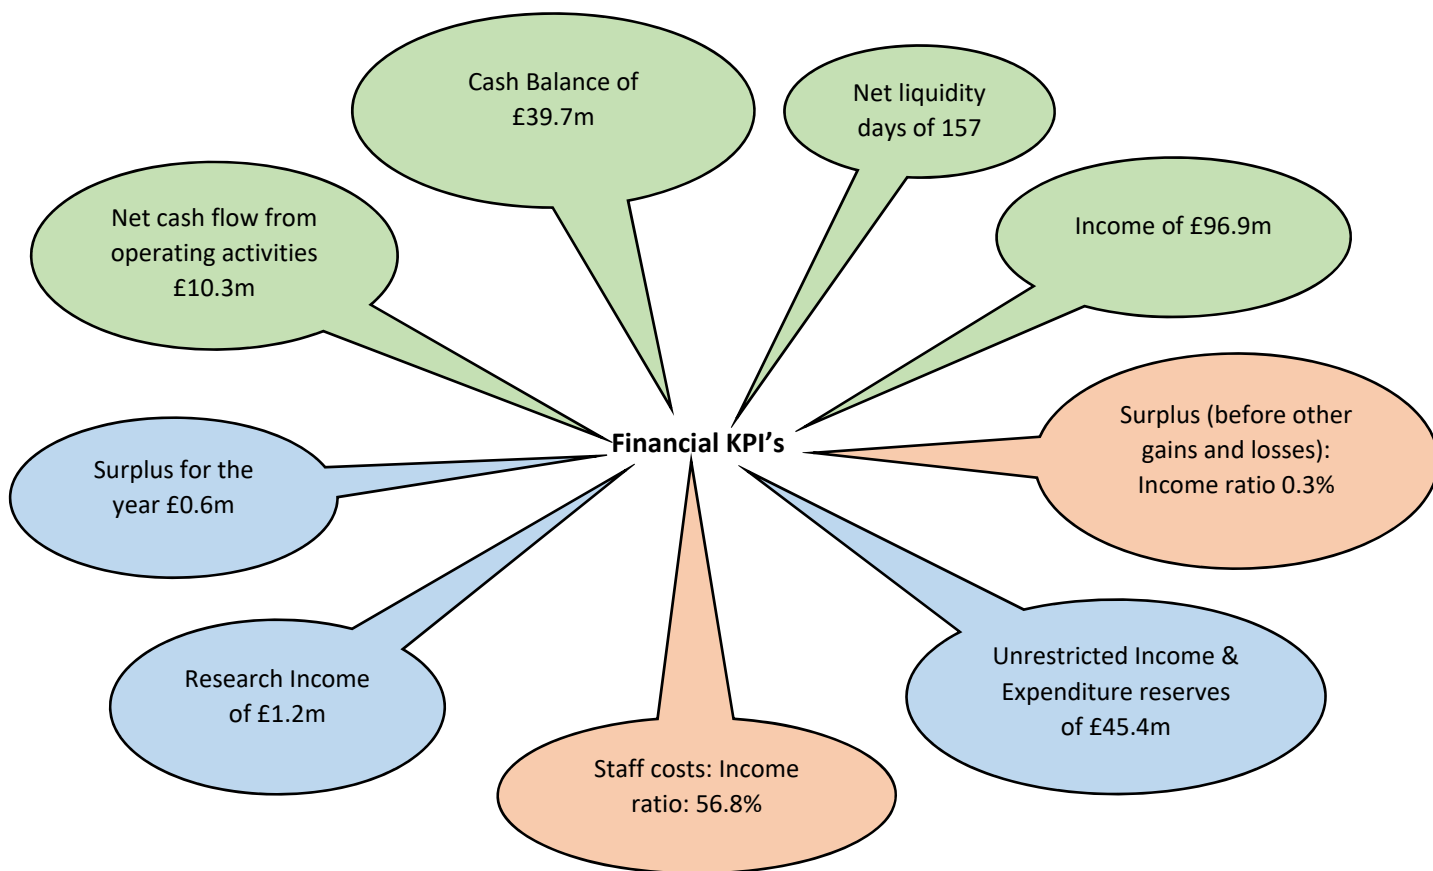 Cash Balance of
£39.7m
Net liquidity
days of 157
Net cash flow from
operating activities
£10.3m
Income of £96.9m
Financial KPI’s
Surplus (before other
gains and losses):
Income ratio 0.3%
Surplus for the
year £0.6m
Research Income
of £1.2m
Unrestricted Income &
Expenditure reserves
of £45.4m
Staff costs: Income
ratio: 56.8%